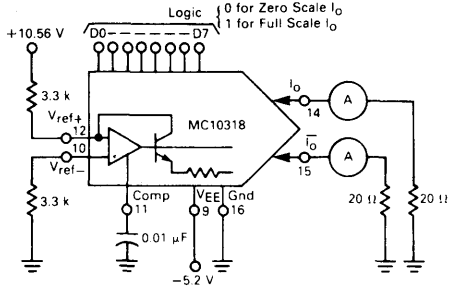 Logic { 0 for Zero Scale IO
1 for Full Scale IO
+10.56 V
D0 – – – – – – – D7
3.3 k
Vref+
12
10
Vref−
MC10318
IO
14
A
IO
15
A
3.3 k
Comp
11
VEE
9
Gnd
16
20 Ω
20 Ω
0.01 μF
−5.2 V